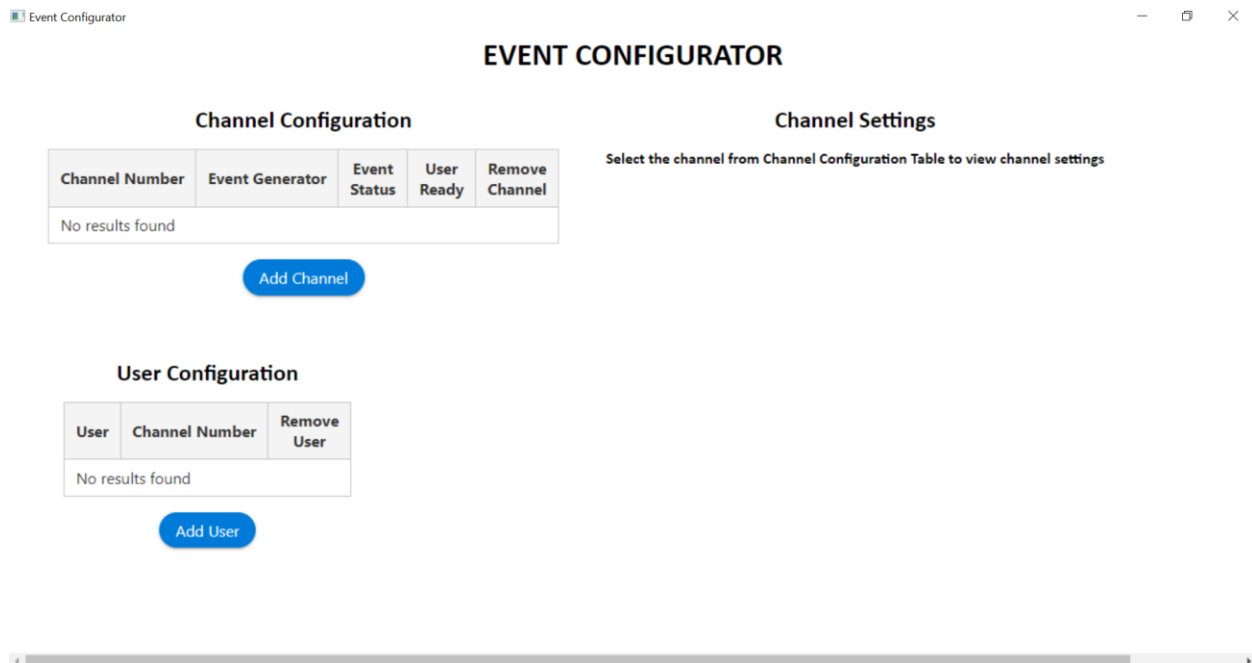 Event Configurator
EVENT CONFIGURATOR
Channel Configuration
Channel Number Event Generator Event Status User Ready Remove Channel
No results found
Add Channel
Channel Settings
Select the channel from Channel Configuration Table to view channel settings
User Configuration
User Channel Number Remove User
No results found
Add User